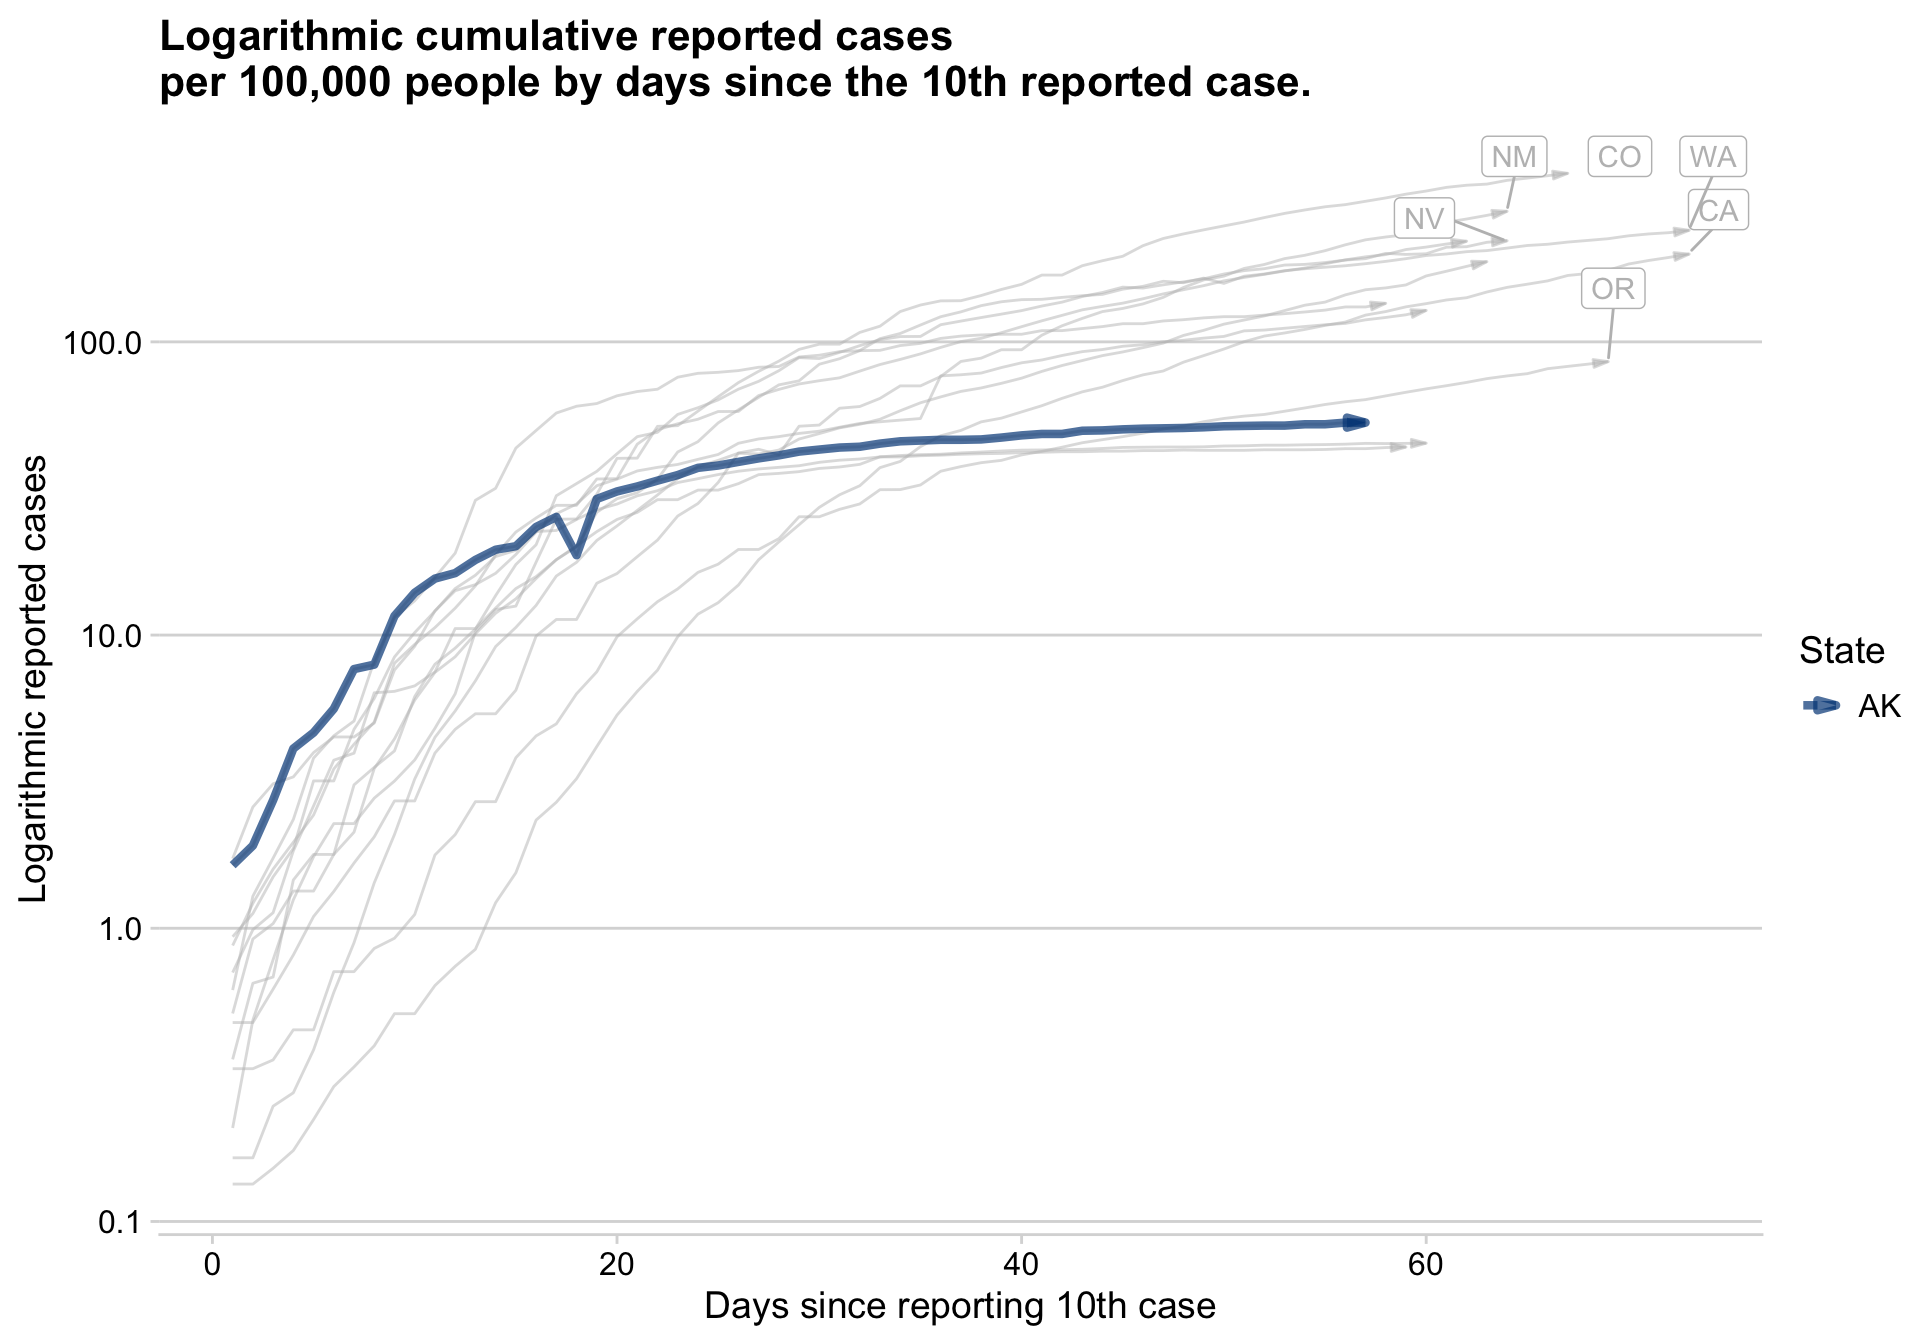 Logarithmic cumulative reported cases
per 100,000 people by days since the 10th reported case.
NM
CO
WA
NV
CA
OR
100.0
10.0
1.0
0.1
Logarithmic reported cases
0
20
40
60
Days since reporting 10th case
State
AK